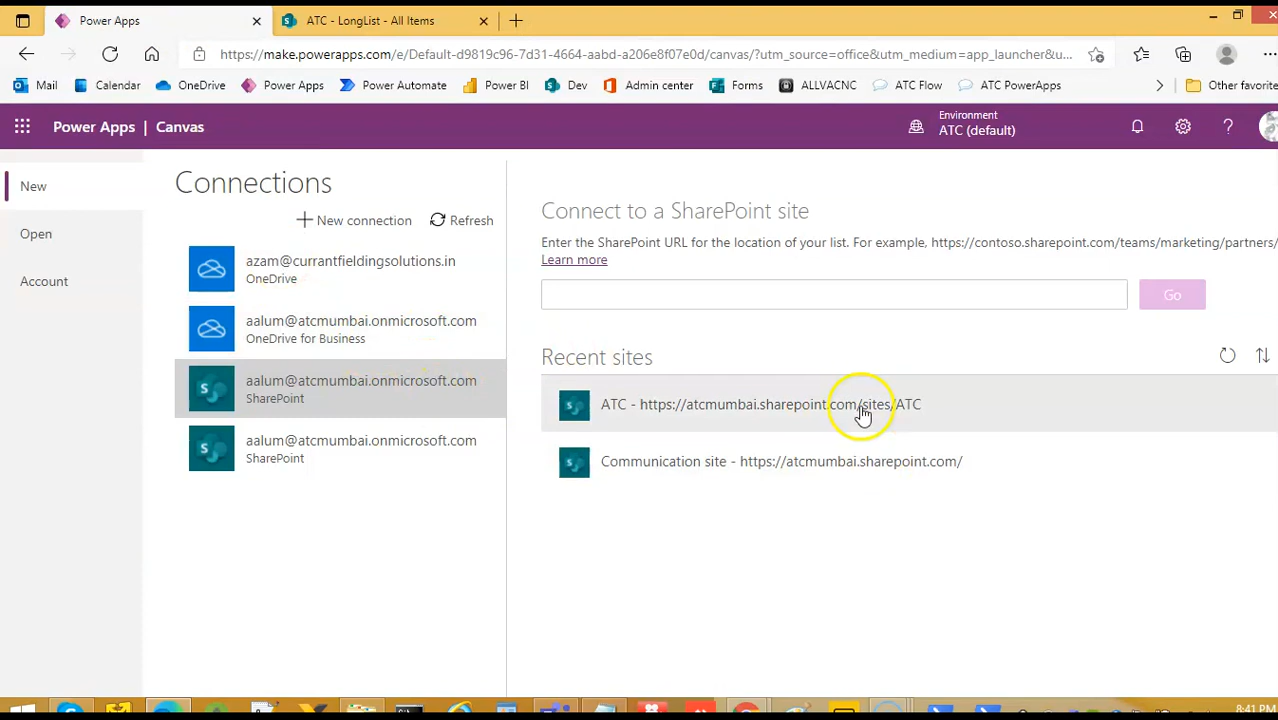 Power Apps
ATC - LongList - All Items
https://make.powerapps.com/e/Default-d9819c96-7d31-4664-aabd-a206e8f07e0d/canvas/?utm_source=office&utm_medium=app_launcher&u...
Mail
Calendar
OneDrive
Power Apps
Power Automate
Power BI
Dev
Admin center
Forms
ALLVACNC
ATC Flow
ATC PowerApps
Other favorite
Power Apps | Canvas
Environment
ATC (default)
New
Open
Account
Connections
New connection
Refresh
azam@currantfieldingsolutions.in
OneDrive
aalum@atcmumbai.onmicrosoft.com
OneDrive for Business
aalum@atcmumbai.onmicrosoft.com
SharePoint
aalum@atcmumbai.onmicrosoft.com
SharePoint
Connect to a SharePoint site
Enter the SharePoint URL for the location of your list. For example, https://contoso.sharepoint.com/teams/marketing/partners/
Learn more
Go
Recent sites
ATC - https://atcmumbai.sharepoint.com/sites/ATC
Communication site - https://atcmumbai.sharepoint.com/
8:41 PM